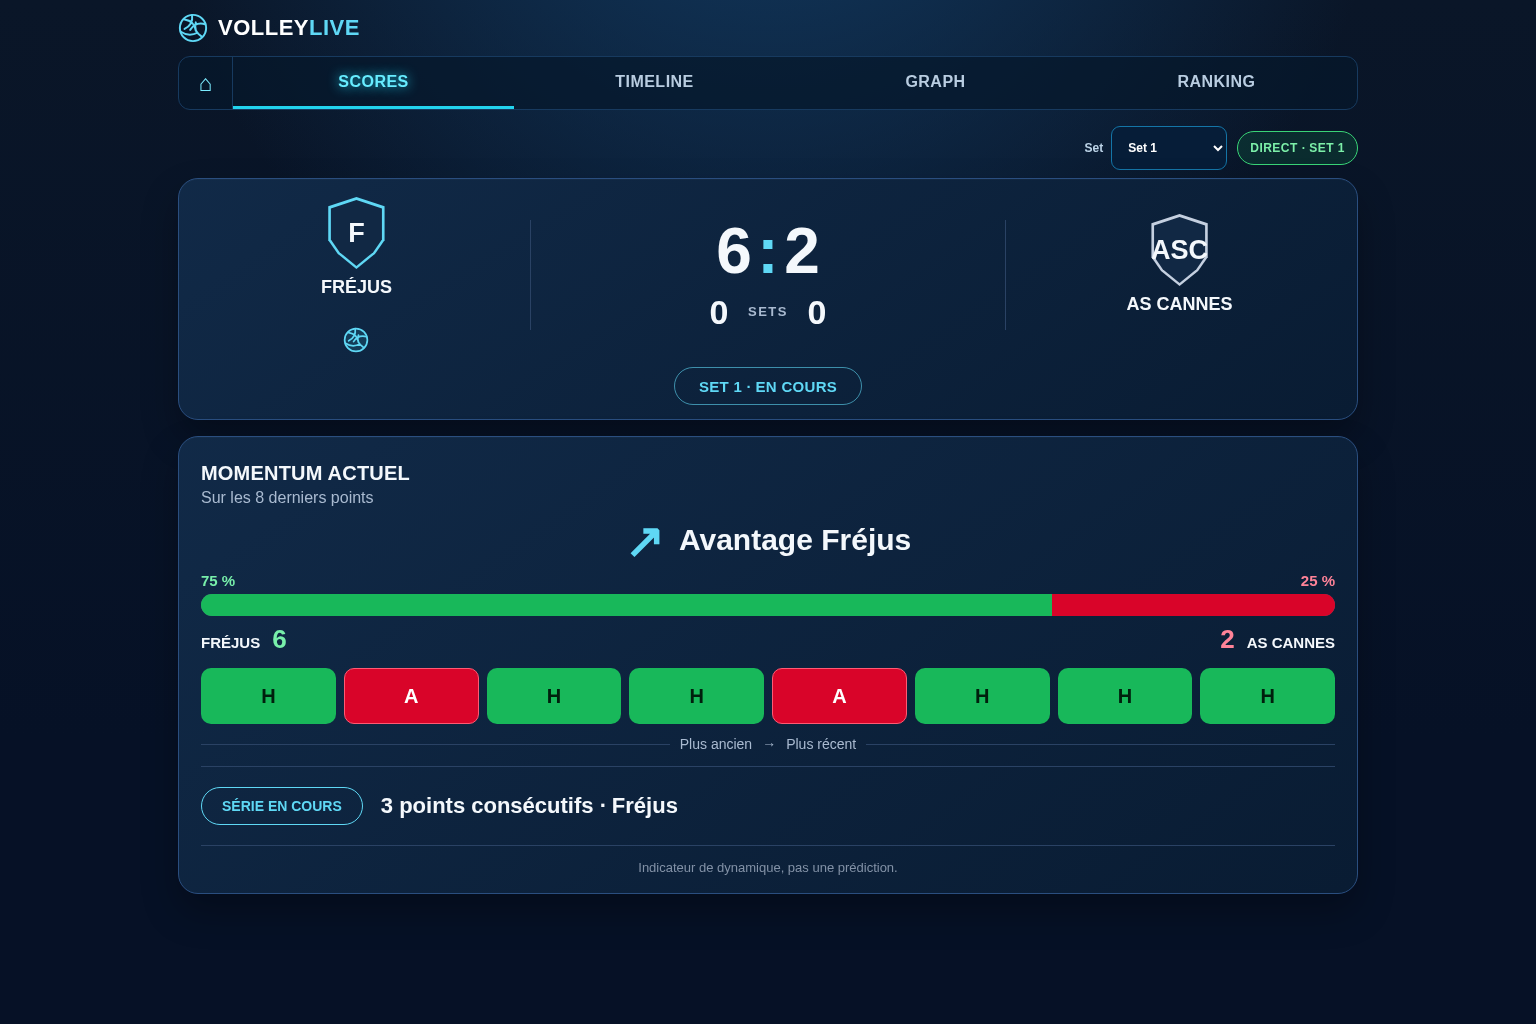 VOLLEYLIVE
⌂ SCORES TIMELINE GRAPH RANKING
Set Set 1 DIRECT · SET 1
F
FRÉJUS
6:2
0 SETS 0
ASC
AS CANNES
SET 1 · EN COURS
MOMENTUM ACTUEL
Sur les 8 derniers points
↗ Avantage Fréjus
75 % 25 %
FRÉJUS 6 2 AS CANNES
H A H H A H H H
Plus ancien → Plus récent
SÉRIE EN COURS 3 points consécutifs · Fréjus
Indicateur de dynamique, pas une prédiction.